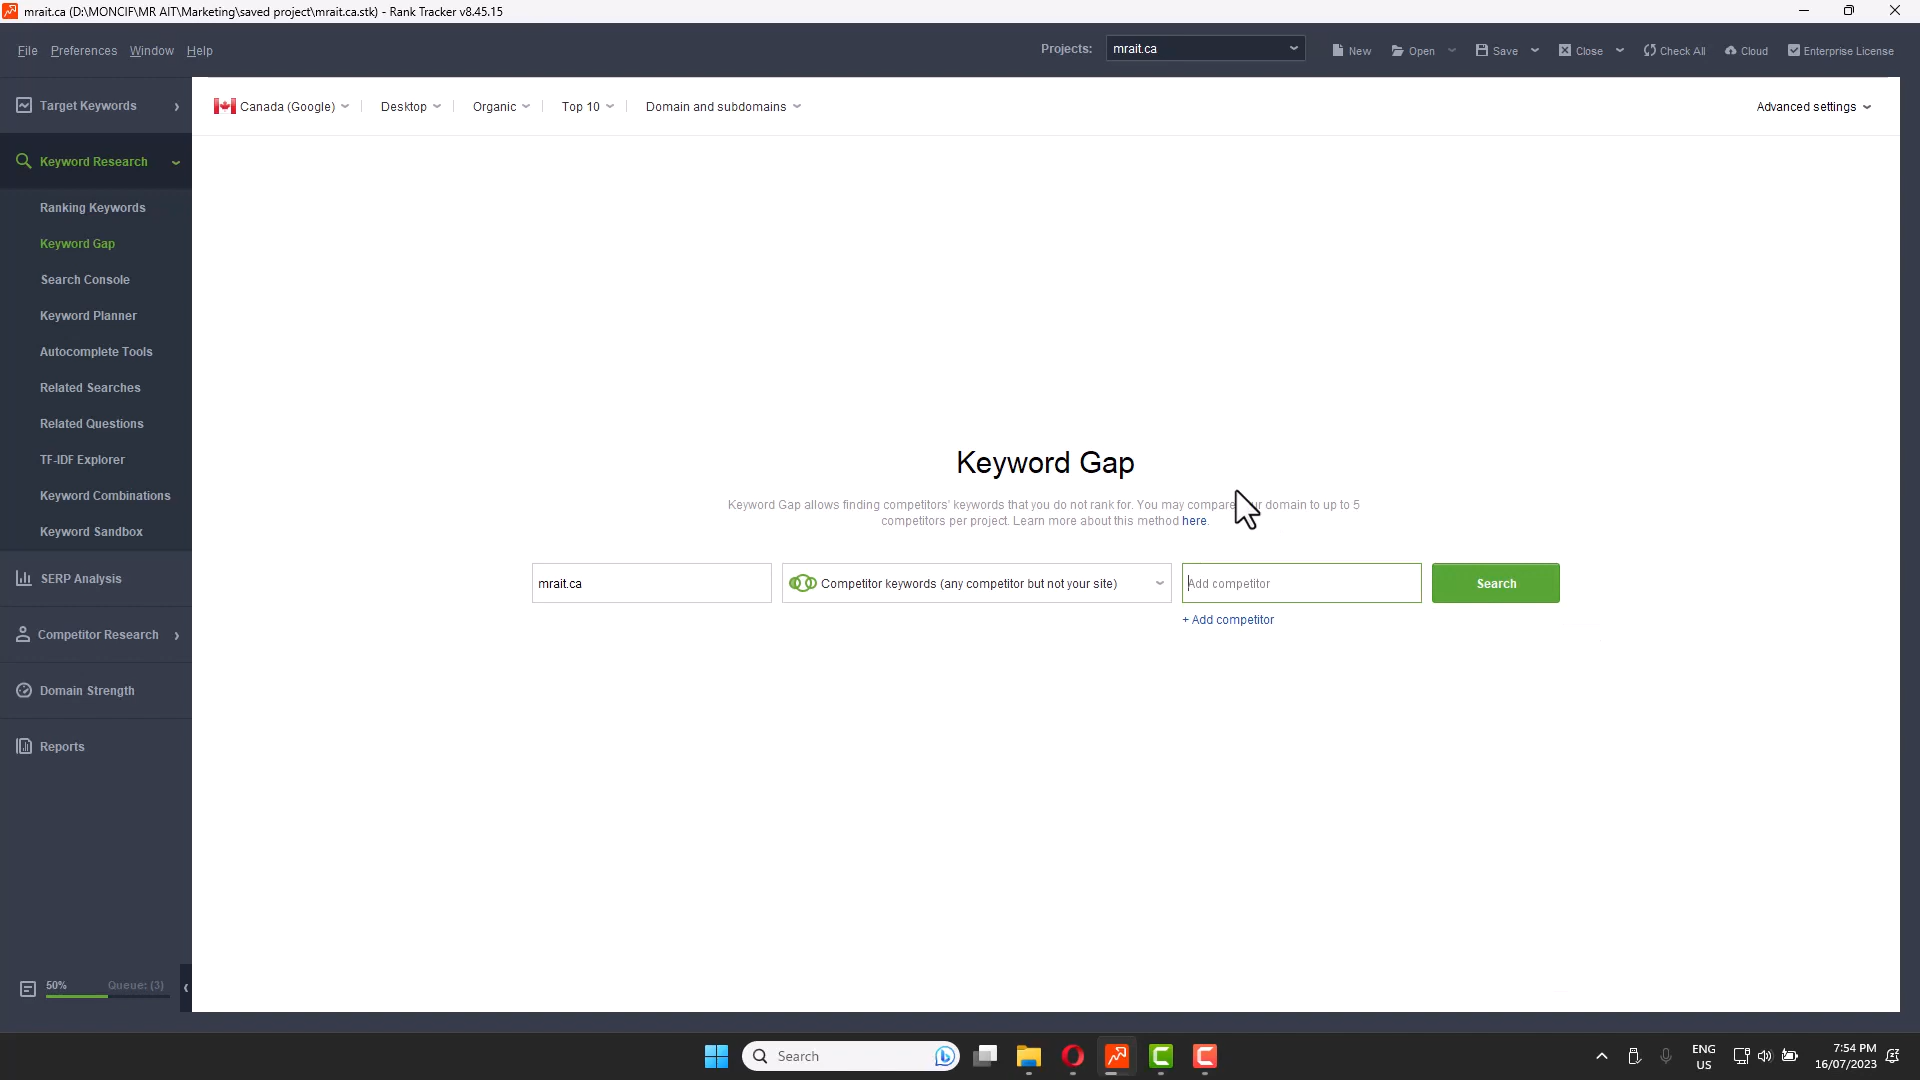 mrait.ca (D:\MONCIF\MR AIT\Marketing\saved project\mrait.ca.stk) - Rank Tracker v8.45.15
File Preferences Window Help
Projects: mrait.ca New Open Save Close Check All Cloud Enterprise License
Target Keywords
Canada (Google) Desktop Organic Top 10 Domain and subdomains Advanced settings
Keyword Research
Ranking Keywords
Keyword Gap
Search Console
Keyword Planner
Autocomplete Tools
Related Searches
Related Questions
TF-IDF Explorer
Keyword Combinations
Keyword Sandbox
SERP Analysis
Competitor Research
Domain Strength
Reports
50% Queue: (3)
Keyword Gap
Keyword Gap allows finding competitors' keywords that you do not rank for. You may compare domain to up to 5
competitors per project. Learn more about this method here.
mrait.ca Competitor keywords (any competitor but not your site) Add competitor Search
+ Add competitor
Search
ENG
US
7:54 PM
16/07/2023